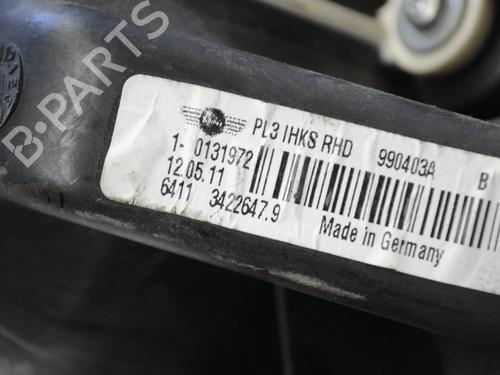 B-PARTS
PL3 IHKS RHD 990403A B
1- 0131972
12.05.11
6411 3422647.9
Made in Germany